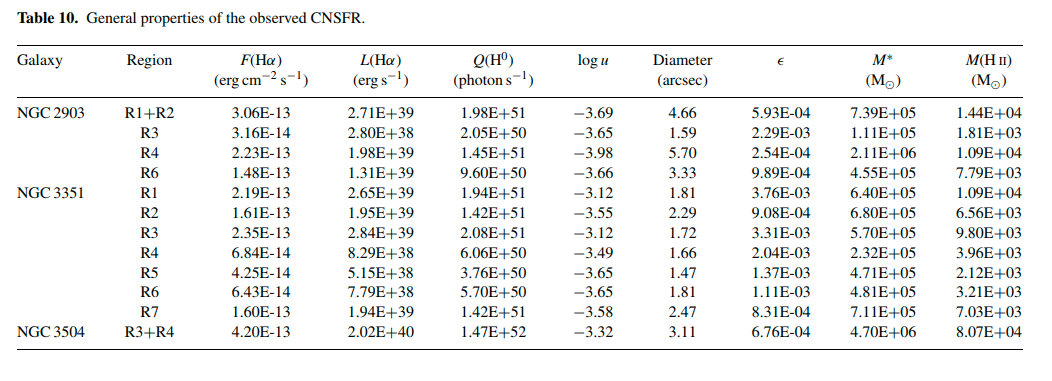 Table 10. General properties of the observed CNSFR.
Galaxy Region F(Hα) L(Hα) Q(H⁰) log u Diameter ϵ M* M(H II)
(erg cm⁻² s⁻¹) (erg s⁻¹) (photon s⁻¹) (arcsec) (M⊙) (M⊙)
NGC 2903 R1+R2 3.06E-13 2.71E+39 1.98E+51 −3.69 4.66 5.93E-04 7.39E+05 1.44E+04
R3 3.16E-14 2.80E+38 2.05E+50 −3.65 1.59 2.29E-03 1.11E+05 1.81E+03
R4 2.23E-13 1.98E+39 1.45E+51 −3.98 5.70 2.54E-04 2.11E+06 1.09E+04
R6 1.48E-13 1.31E+39 9.60E+50 −3.66 3.33 9.89E-04 4.55E+05 7.79E+03
NGC 3351 R1 2.19E-13 2.65E+39 1.94E+51 −3.12 1.81 3.76E-03 6.40E+05 1.09E+04
R2 1.61E-13 1.95E+39 1.42E+51 −3.55 2.29 9.08E-04 6.80E+05 6.56E+03
R3 2.35E-13 2.84E+39 2.08E+51 −3.12 1.72 3.31E-03 5.70E+05 9.80E+03
R4 6.84E-14 8.29E+38 6.06E+50 −3.49 1.66 2.04E-03 2.32E+05 3.96E+03
R5 4.25E-14 5.15E+38 3.76E+50 −3.65 1.47 1.37E-03 4.71E+05 2.12E+03
R6 6.43E-14 7.79E+38 5.70E+50 −3.65 1.81 1.11E-03 4.81E+05 3.21E+03
R7 1.60E-13 1.94E+39 1.42E+51 −3.58 2.47 8.31E-04 7.11E+05 7.03E+03
NGC 3504 R3+R4 4.20E-13 2.02E+40 1.47E+52 −3.32 3.11 6.76E-04 4.70E+06 8.07E+04